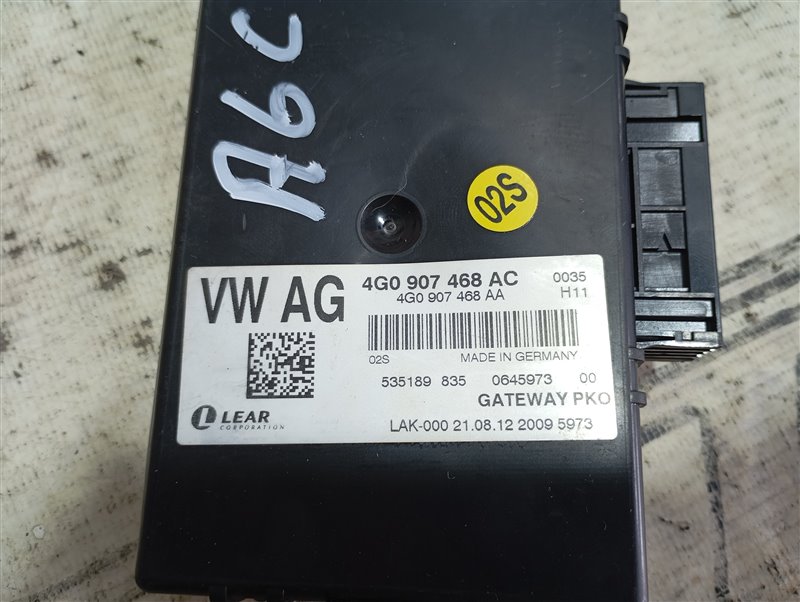 A6C
02S
VW AG
4G0 907 468 AC 0035
4G0 907 468 AA H11
02S MADE IN GERMANY
535189 835 0645973 00
GATEWAY PKO
LEAR
CORPORATION
LAK-000 21.08.12 2009 5973